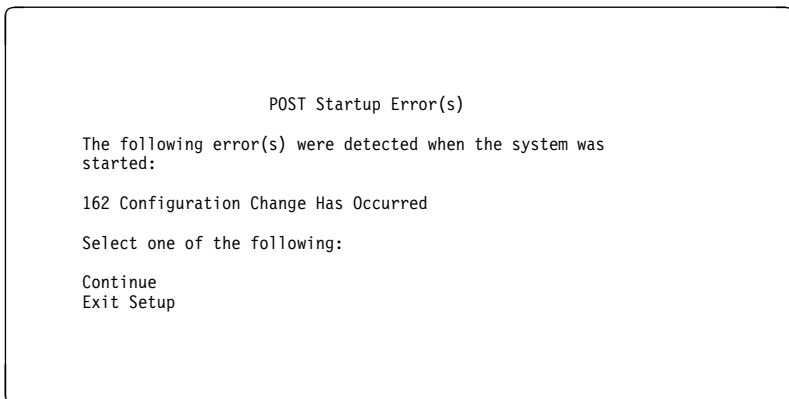 POST Startup Error(s)
The following error(s) were detected when the system was
started:
162 Configuration Change Has Occurred
Select one of the following:
Continue
Exit Setup